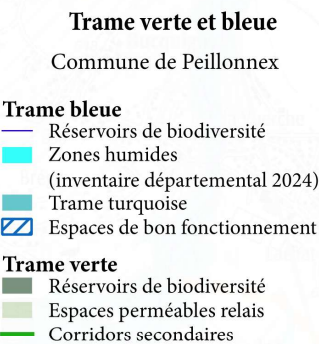 Trame verte et bleue
Commune de Peillonnex
Trame bleue
Réservoirs de biodiversité
Zones humides
(inventaire départemental 2024)
Trame turquoise
Espaces de bon fonctionnement
Trame verte
Réservoirs de biodiversité
Espaces perméables relais
Corridors secondaires